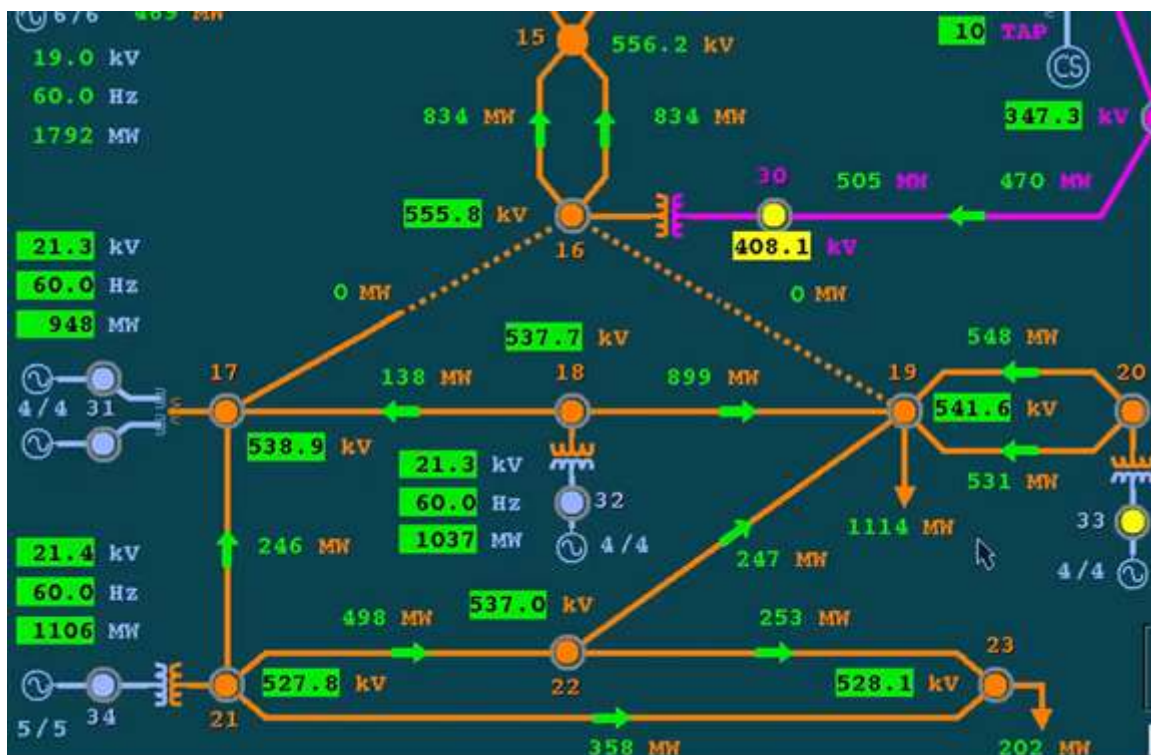 6/6 469 MW
19.0 kV
60.0 Hz
1792 MW
15 556.2 kV
10 TAP
CS
834 MW 834 MW
347.3 kV
30 505 MW 470 MW
555.8 kV
16
408.1 kV
21.3 kV
60.0 Hz
948 MW
0 MW 0 MW
537.7 kV
548 MW
17 138 MW 18 899 MW 19 20
4/4 31
541.6 kV
538.9 kV
21.3 kV
60.0 Hz
1037 MW
32
4/4
531 MW
1114 MW
33
4/4
21.4 kV
60.0 Hz
1106 MW
246 MW
247 MW
537.0 kV
498 MW 253 MW
23
22
527.8 kV 528.1 kV
34 21
5/5
358 MW 202 MW